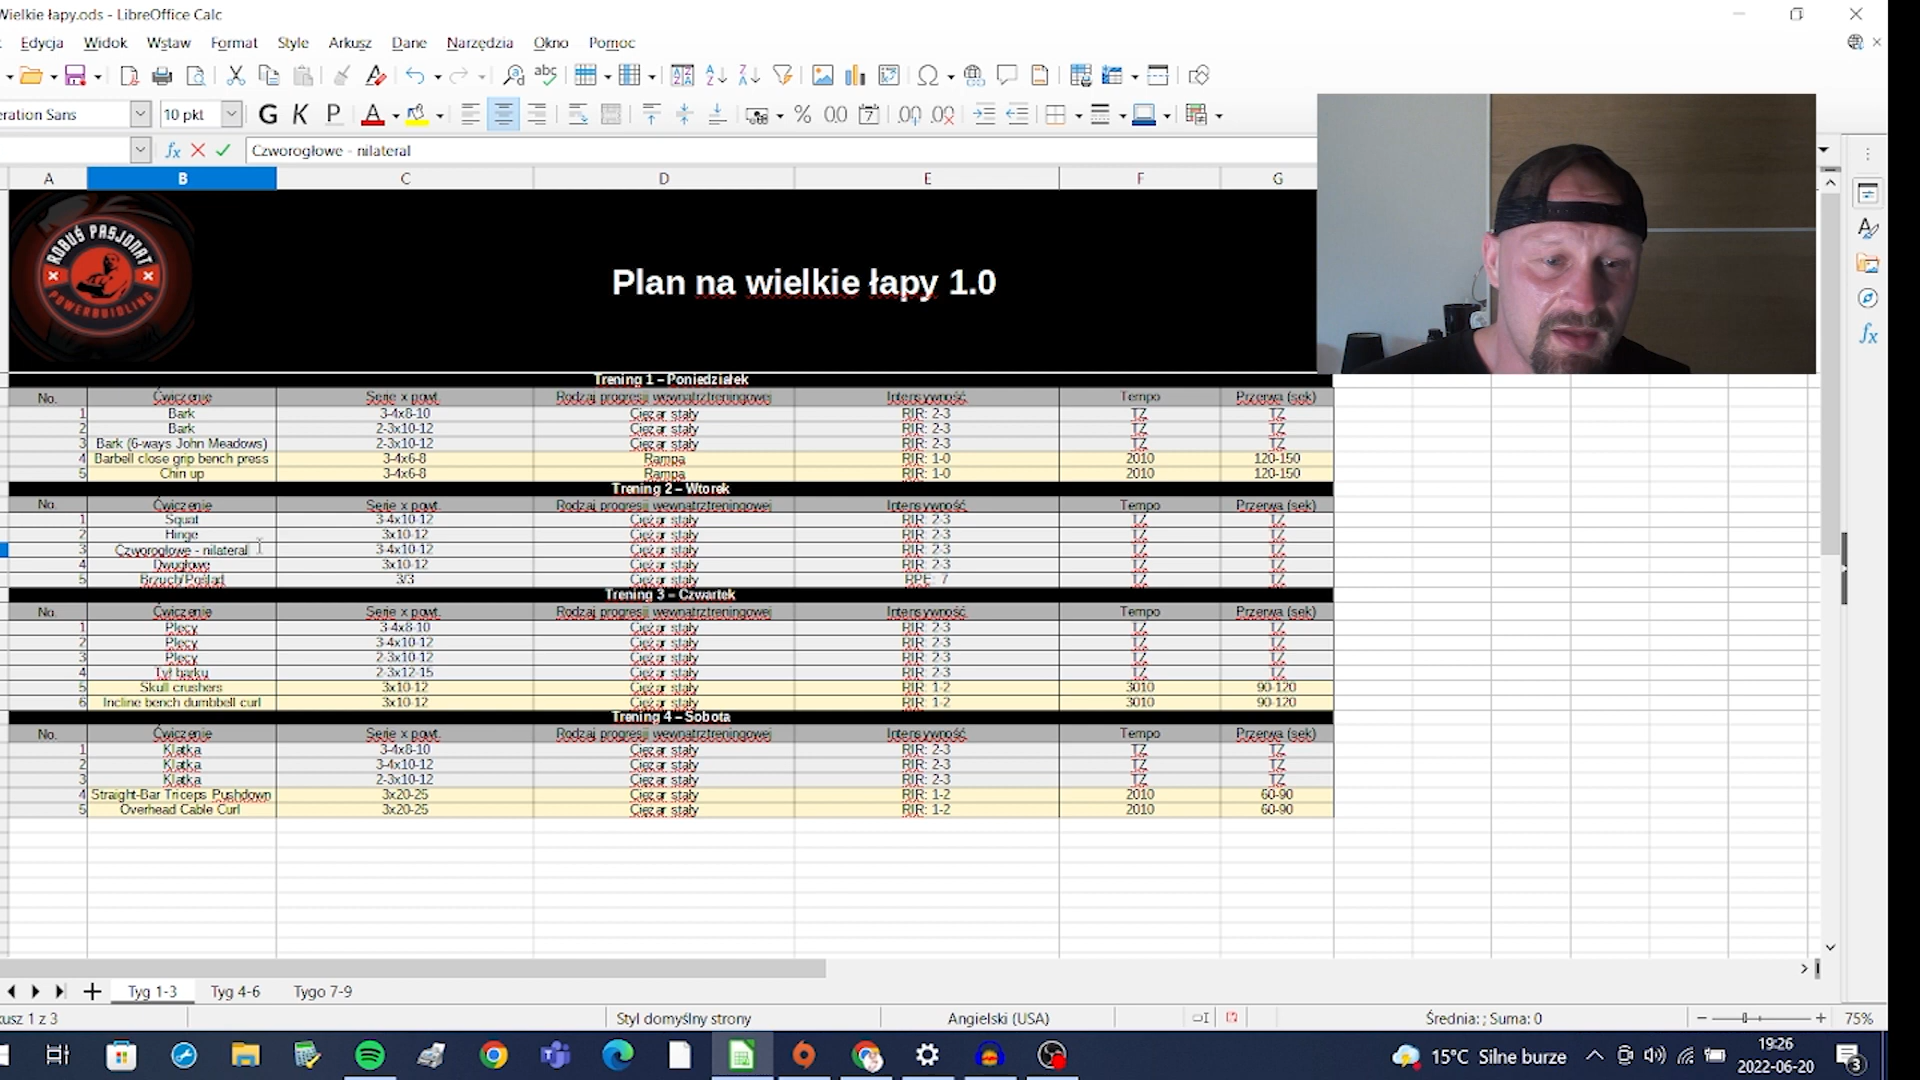 Wielkie łapy.ods - LibreOffice Calc
Edycja Widok Wstaw Format Style Arkusz Dane Narzędzia Okno Pomoc
eration Sans 10 pkt G K P
Czworogłowe - nilateral
A B C D E F G
ROBUŚ PASJONAT
POWERBUIDLING
Plan na wielkie łapy 1.0
Trening 1 – Poniedziałek
No. Ćwiczenie Serie x powt. Rodzaj progresji wewnatrztreningowej Intensywność Tempo Przerwa (sek)
1 Bark 3-4x8-10 Ciężar stały RIR: 2-3 TZ TZ
2 Bark 2-3x10-12 Ciężar stały RIR: 2-3 TZ TZ
3 Bark (6-ways John Meadows) 2-3x10-12 Ciężar stały RIR: 2-3 TZ TZ
4 Barbell close grip bench press 3-4x6-8 Rampa RIR: 1-0 2010 120-150
5 Chin up 3-4x6-8 Rampa RIR: 1-0 2010 120-150
Trening 2 – Wtorek
No. Ćwiczenie Serie x powt. Rodzaj progresji wewnatrztreningowej Intensywność Tempo Przerwa (sek)
1 Squat 3-4x10-12 Ciężar stały RIR: 2-3 TZ TZ
2 Hinge 3x10-12 Ciężar stały RIR: 2-3 TZ TZ
3 Czworogłowe - nilateral 3-4x10-12 Ciężar stały RIR: 2-3 TZ TZ
4 Dwugłowe 3x10-12 Ciężar stały RIR: 2-3 TZ TZ
5 Brzuch/Poślad 3/3 Ciężar stały RPE: 7 TZ TZ
Trening 3 – Czwartek
No. Ćwiczenie Serie x powt. Rodzaj progresji wewnatrztreningowej Intensywność Tempo Przerwa (sek)
1 Plecy 3-4x8-10 Ciężar stały RIR: 2-3 TZ TZ
2 Plecy 3-4x10-12 Ciężar stały RIR: 2-3 TZ TZ
3 Plecy 2-3x10-12 Ciężar stały RIR: 2-3 TZ TZ
4 Tył barku 2-3x12-15 Ciężar stały RIR: 2-3 TZ TZ
5 Skull crushers 3x10-12 Ciężar stały RIR: 1-2 3010 90-120
6 Incline bench dumbbell curl 3x10-12 Ciężar stały RIR: 1-2 3010 90-120
Trening 4 – Sobota
No. Ćwiczenie Serie x powt. Rodzaj progresji wewnatrztreningowej Intensywność Tempo Przerwa (sek)
1 Klatka 3-4x8-10 Ciężar stały RIR: 2-3 TZ TZ
2 Klatka 3-4x10-12 Ciężar stały RIR: 2-3 TZ TZ
3 Klatka 2-3x10-12 Ciężar stały RIR: 2-3 TZ TZ
4 Straight-Bar Triceps Pushdown 3x20-25 Ciężar stały RIR: 1-2 2010 60-90
5 Overhead Cable Curl 3x20-25 Ciężar stały RIR: 1-2 2010 60-90
Tyg 1-3 Tyg 4-6 Tygo 7-9
usz 1 z 3 Styl domyślny strony Angielski (USA) Średnia: ; Suma: 0 75%
15°C Silne burze 19:26
2022-06-20 3